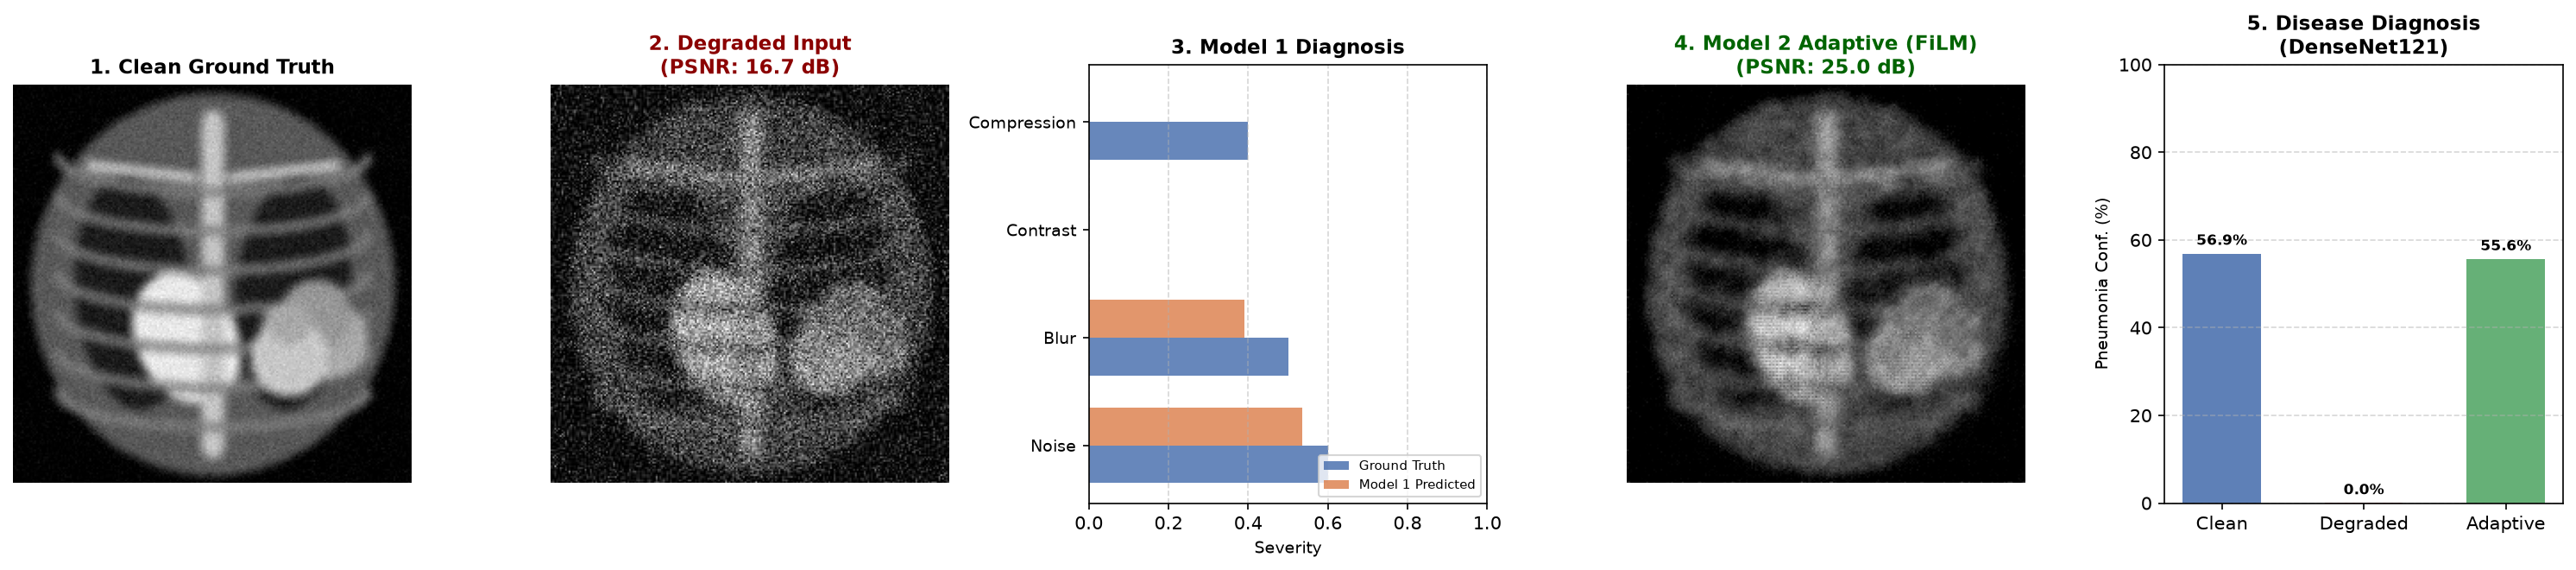 1. Clean Ground Truth
2. Degraded Input
(PSNR: 16.7 dB)
3. Model 1 Diagnosis
Compression
Contrast
Blur
Noise
Ground Truth
Model 1 Predicted
0.0 0.2 0.4 0.6 0.8 1.0
Severity
4. Model 2 Adaptive (FiLM)
(PSNR: 25.0 dB)
5. Disease Diagnosis
(DenseNet121)
Pneumonia Conf. (%)
100
80
60
40
20
0
56.9%
0.0%
55.6%
Clean Degraded Adaptive